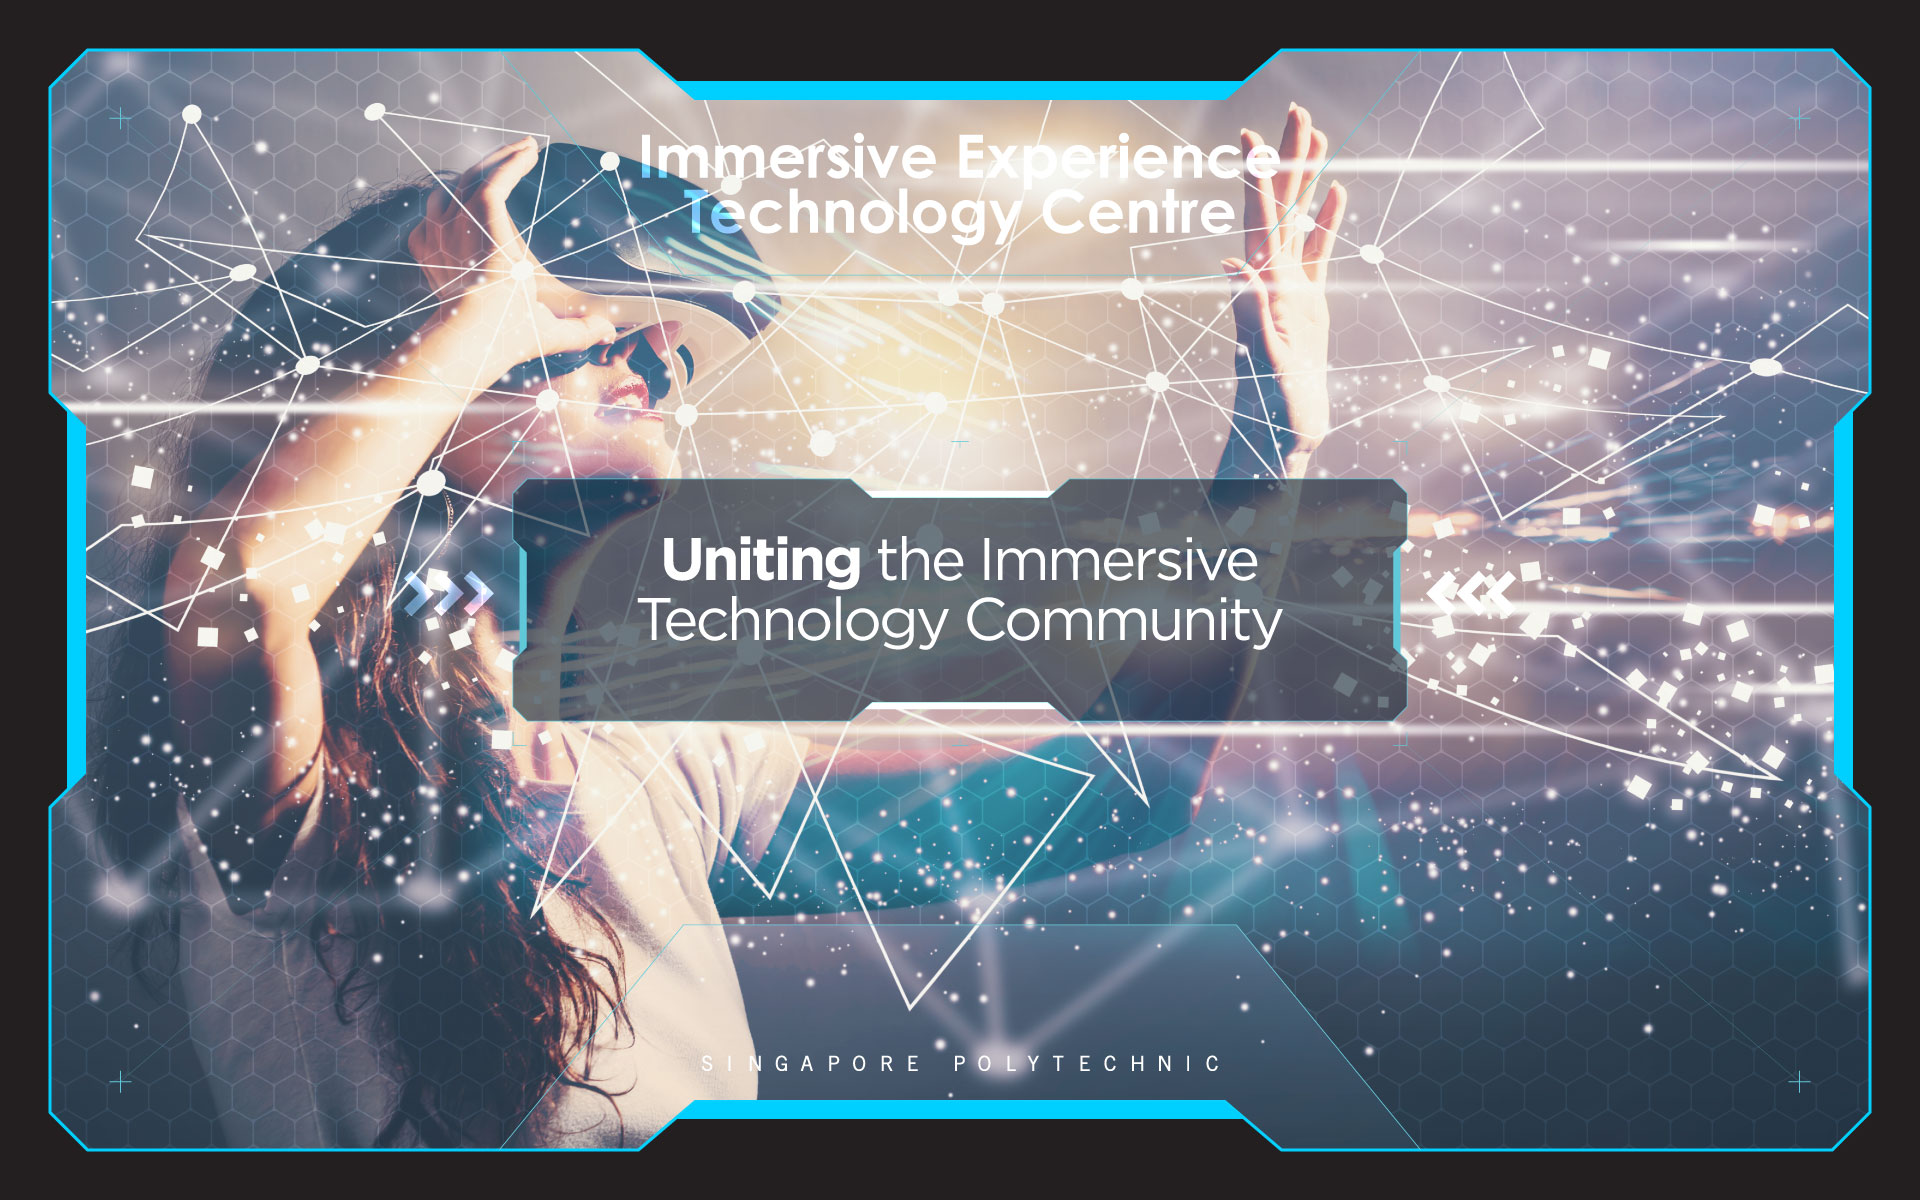 Immersive Experience
Technology Centre
Uniting the Immersive
Technology Community
SINGAPORE POLYTECHNIC